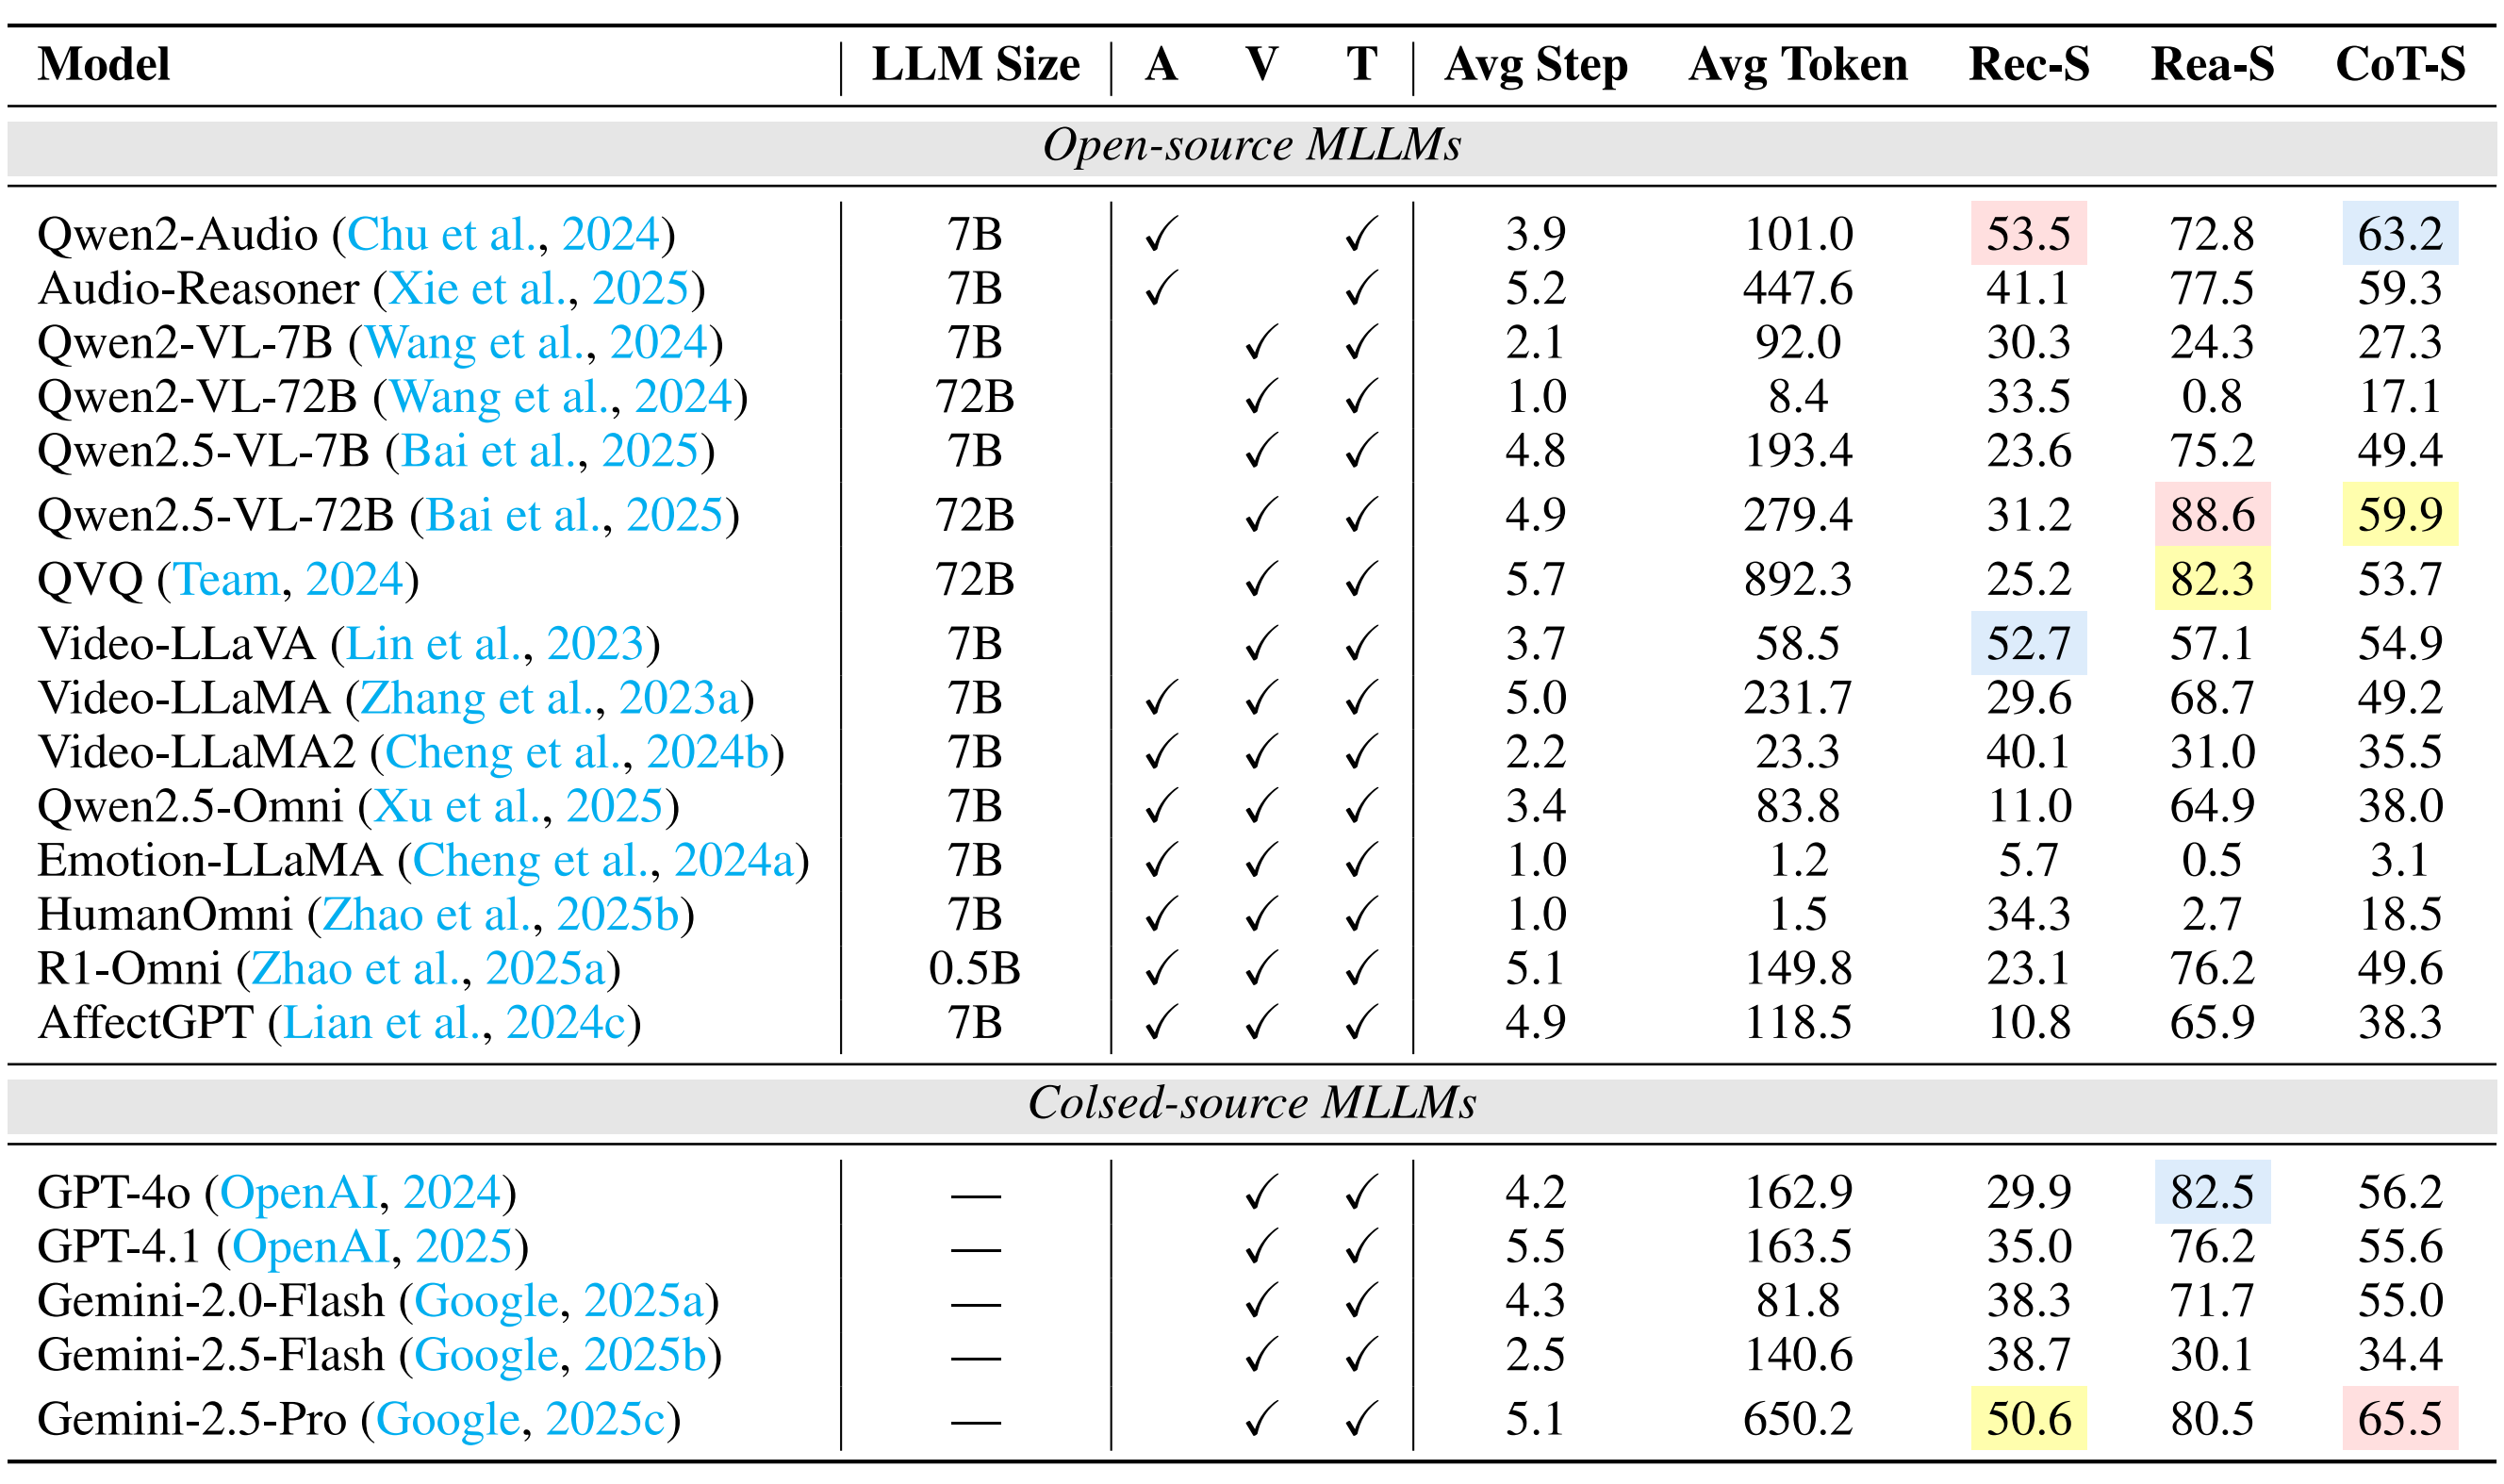 Model LLM Size A V T Avg Step Avg Token Rec-S Rea-S CoT-S
Open-source MLLMs
Qwen2-Audio (Chu et al., 2024) 7B ✓ ✓ 3.9 101.0 53.5 72.8 63.2
Audio-Reasoner (Xie et al., 2025) 7B ✓ ✓ 5.2 447.6 41.1 77.5 59.3
Qwen2-VL-7B (Wang et al., 2024) 7B ✓ ✓ 2.1 92.0 30.3 24.3 27.3
Qwen2-VL-72B (Wang et al., 2024) 72B ✓ ✓ 1.0 8.4 33.5 0.8 17.1
Qwen2.5-VL-7B (Bai et al., 2025) 7B ✓ ✓ 4.8 193.4 23.6 75.2 49.4
Qwen2.5-VL-72B (Bai et al., 2025) 72B ✓ ✓ 4.9 279.4 31.2 88.6 59.9
QVQ (Team, 2024) 72B ✓ ✓ 5.7 892.3 25.2 82.3 53.7
Video-LLaVA (Lin et al., 2023) 7B ✓ ✓ 3.7 58.5 52.7 57.1 54.9
Video-LLaMA (Zhang et al., 2023a) 7B ✓ ✓ ✓ 5.0 231.7 29.6 68.7 49.2
Video-LLaMA2 (Cheng et al., 2024b) 7B ✓ ✓ ✓ 2.2 23.3 40.1 31.0 35.5
Qwen2.5-Omni (Xu et al., 2025) 7B ✓ ✓ ✓ 3.4 83.8 11.0 64.9 38.0
Emotion-LLaMA (Cheng et al., 2024a) 7B ✓ ✓ ✓ 1.0 1.2 5.7 0.5 3.1
HumanOmni (Zhao et al., 2025b) 7B ✓ ✓ ✓ 1.0 1.5 34.3 2.7 18.5
R1-Omni (Zhao et al., 2025a) 0.5B ✓ ✓ ✓ 5.1 149.8 23.1 76.2 49.6
AffectGPT (Lian et al., 2024c) 7B ✓ ✓ ✓ 4.9 118.5 10.8 65.9 38.3
Colsed-source MLLMs
GPT-4o (OpenAI, 2024) — ✓ ✓ 4.2 162.9 29.9 82.5 56.2
GPT-4.1 (OpenAI, 2025) — ✓ ✓ 5.5 163.5 35.0 76.2 55.6
Gemini-2.0-Flash (Google, 2025a) — ✓ ✓ 4.3 81.8 38.3 71.7 55.0
Gemini-2.5-Flash (Google, 2025b) — ✓ ✓ 2.5 140.6 38.7 30.1 34.4
Gemini-2.5-Pro (Google, 2025c) — ✓ ✓ 5.1 650.2 50.6 80.5 65.5